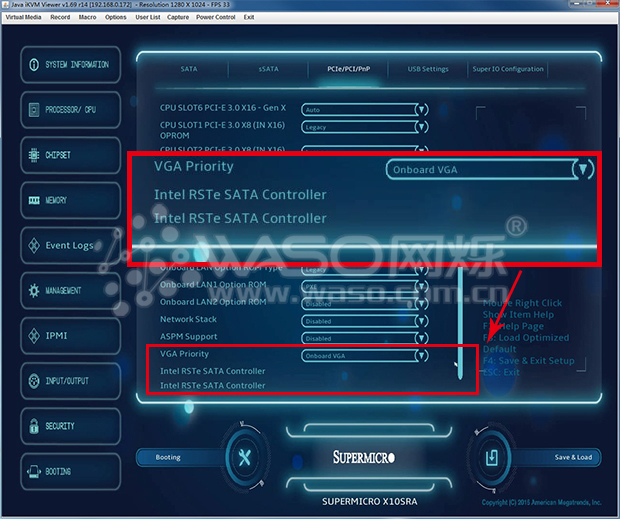 Java iKVM Viewer v1.69 r14 [192.168.0.172] - Resolution 1280 X 1024 - FPS 33
Virtual Media Record Macro Options User List Capture Power Control Exit
SYSTEM INFORMATION
PROCESSOR/ CPU
CHIPSET
MEMORY
Event Logs
MANAGEMENT
IPMI
INPUT/OUTPUT
SECURITY
BOOTING
SATA sSATA PCIe/PCI/PnP USB Settings Super IO Configuration
CPU SLOT6 PCI-E 3.0 X16 - Gen X Auto
CPU SLOT1 PCI-E 3.0 X8 (IN X16) Legacy
OPROM
CPU SLOT2 PCI-E 3.0 X8 (IN X16)
VGA Priority Onboard VGA
Intel RSTe SATA Controller
Intel RSTe SATA Controller
WASO网烁®
www.waso.com.cn
Onboard LAN Option ROM Type Legacy
Onboard LAN1 Option ROM PXE
Onboard LAN2 Option ROM Disabled
Network Stack Disabled
ASPM Support Disabled
VGA Priority Onboard VGA
Intel RSTe SATA Controller
Intel RSTe SATA Controller
Mouse Right Click
Show Item Help
Help Page
Load Optimized
Default
F4: Save & Exit Setup
ESC: Exit
Booting
SUPERMICRO
Save & Load
SUPERMICRO X10SRA
Copyright (C) 2015 American Megatrends, Inc.